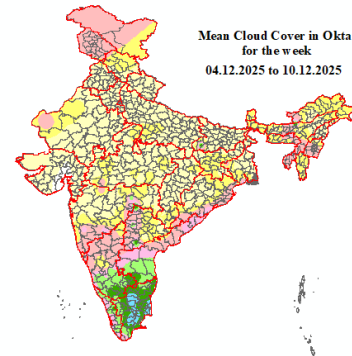 Mean Cloud Cover in Okta
for the week
04.12.2025 to 10.12.2025